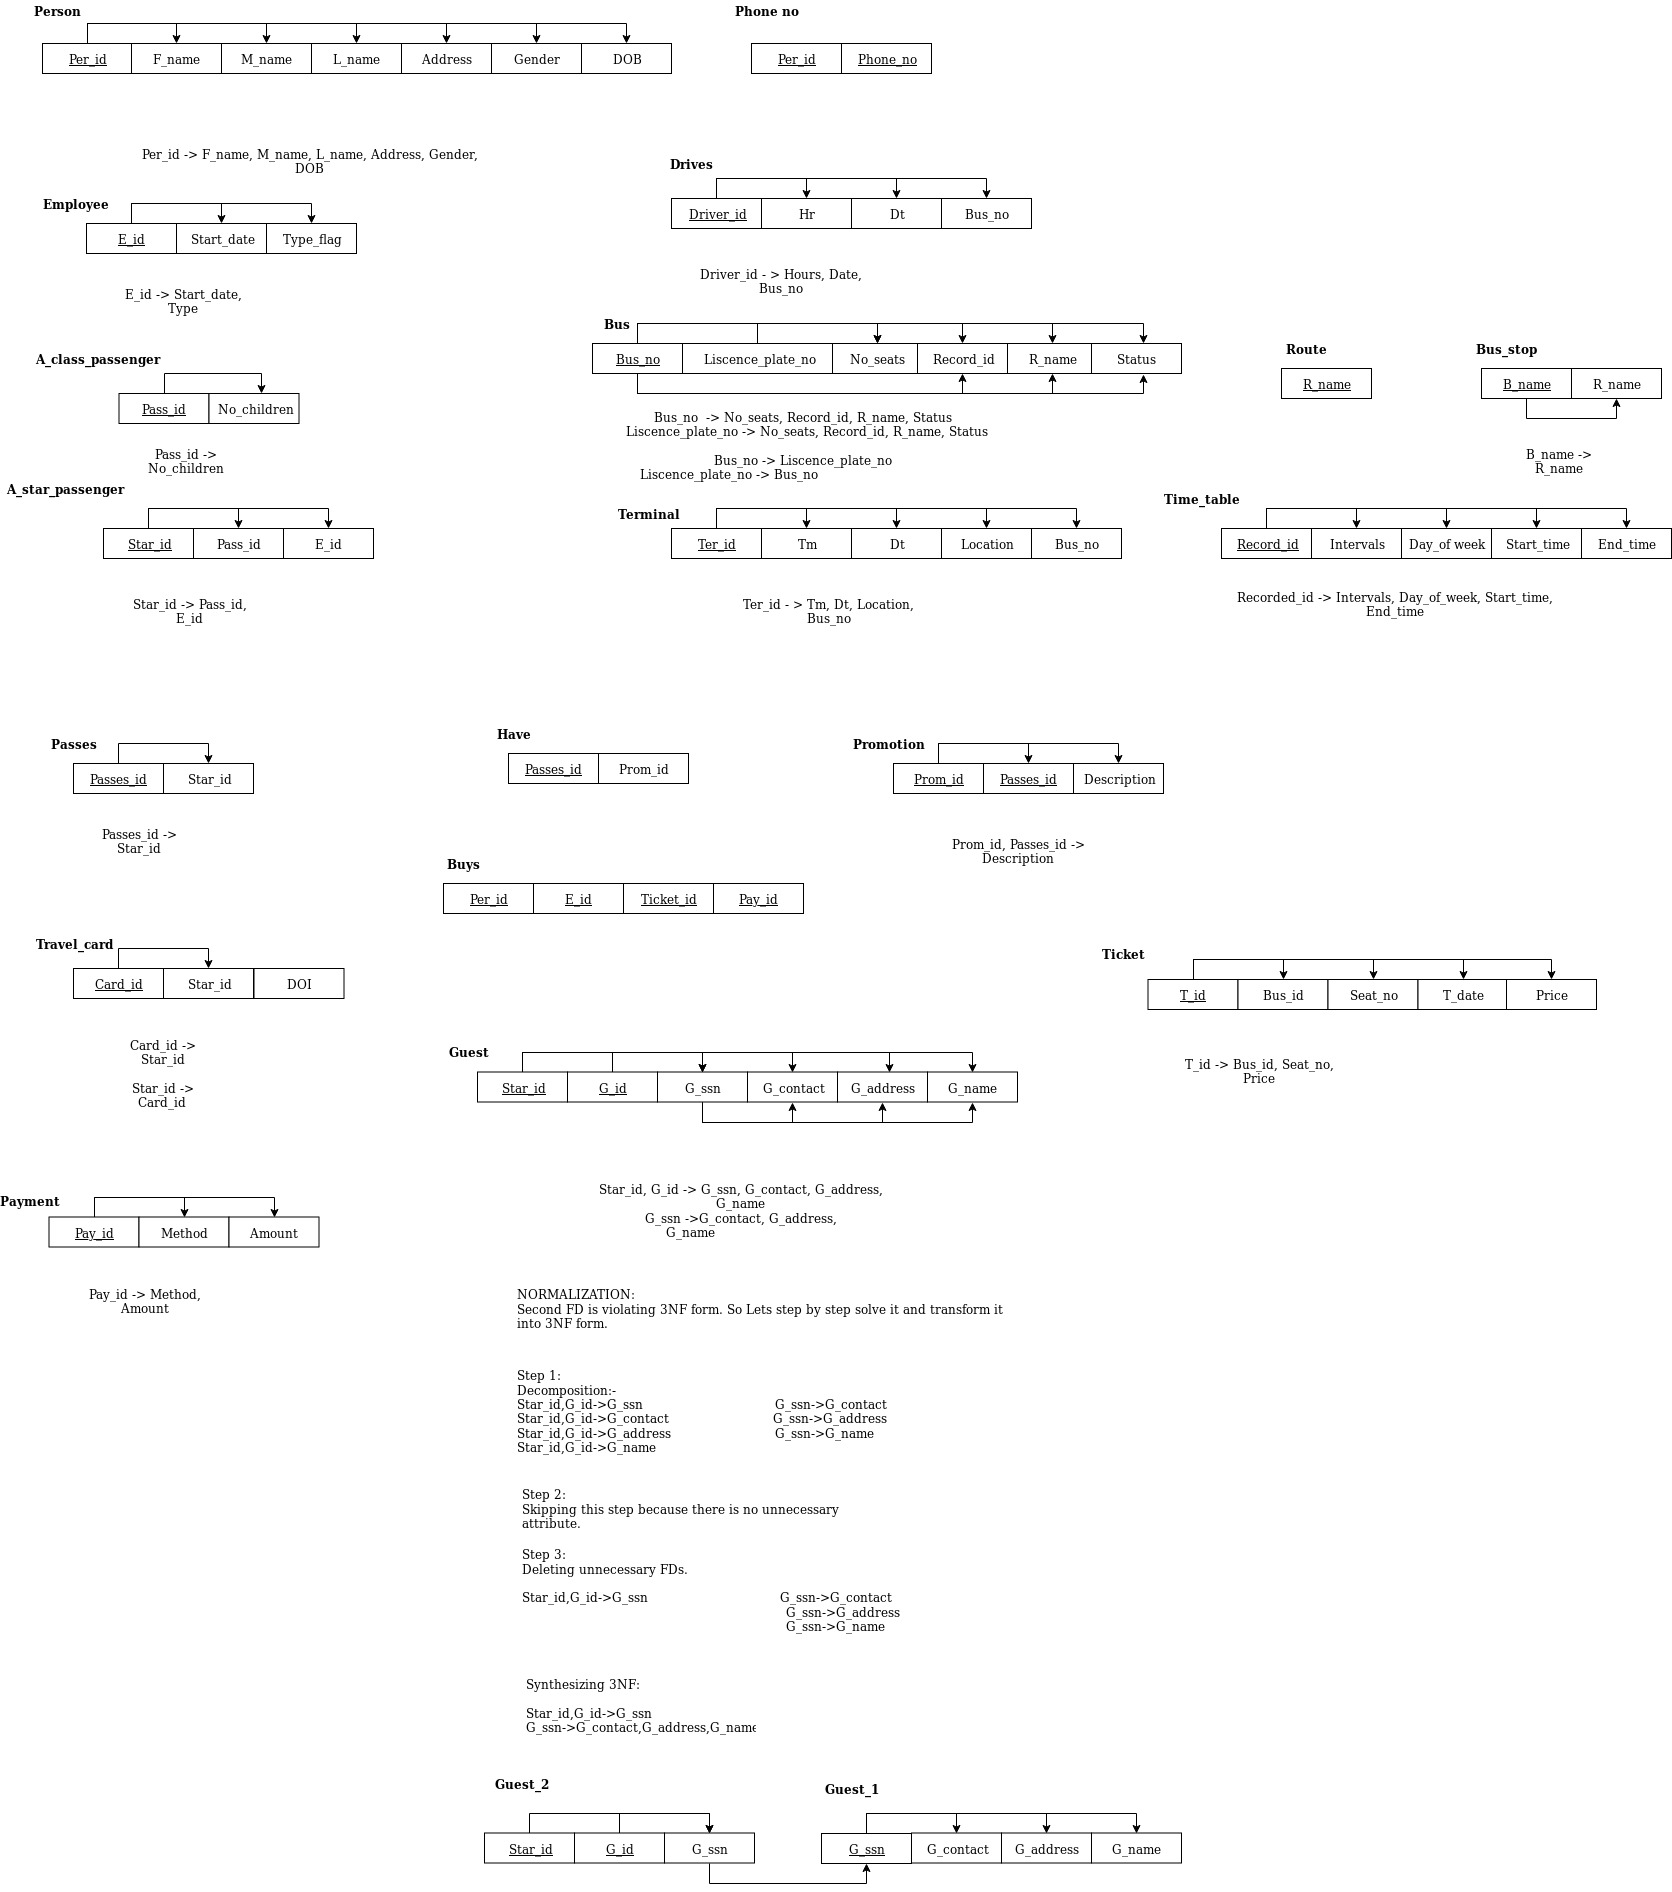 Person
Per_id F_name M_name L_name Address Gender DOB
Per_id -> F_name, M_name, L_name, Address, Gender,
DOB
Phone no
Per_id Phone_no
Employee
E_id Start_date Type_flag
E_id -> Start_date,
Type
Drives
Driver_id Hr Dt Bus_no
Driver_id - > Hours, Date,
Bus_no
A_class_passenger
Pass_id No_children
Pass_id ->
No_children
Bus
Bus_no Liscence_plate_no No_seats Record_id R_name Status
Bus_no -> No_seats, Record_id, R_name, Status
Liscence_plate_no -> No_seats, Record_id, R_name, Status
Bus_no -> Liscence_plate_no
Liscence_plate_no -> Bus_no
Route
R_name
Bus_stop
B_name R_name
B_name ->
R_name
A_star_passenger
Star_id Pass_id E_id
Star_id -> Pass_id,
E_id
Terminal
Ter_id Tm Dt Location Bus_no
Ter_id - > Tm, Dt, Location,
Bus_no
Time_table
Record_id Intervals Day_of week Start_time End_time
Recorded_id -> Intervals, Day_of_week, Start_time,
End_time
Passes
Passes_id Star_id
Passes_id ->
Star_id
Have
Passes_id Prom_id
Promotion
Prom_id Passes_id Description
Prom_id, Passes_id ->
Description
Buys
Per_id E_id Ticket_id Pay_id
Travel_card
Card_id Star_id DOI
Card_id ->
Star_id
Star_id ->
Card_id
Ticket
T_id Bus_id Seat_no T_date Price
T_id -> Bus_id, Seat_no,
Price
Guest
Star_id G_id G_ssn G_contact G_address G_name
Star_id, G_id -> G_ssn, G_contact, G_address,
G_name
G_ssn ->G_contact, G_address,
G_name
Payment
Pay_id Method Amount
Pay_id -> Method,
Amount
NORMALIZATION:
Second FD is violating 3NF form. So Lets step by step solve it and transform it
into 3NF form.
Step 1:
Decomposition:-
Star_id,G_id->G_ssn G_ssn->G_contact
Star_id,G_id->G_contact G_ssn->G_address
Star_id,G_id->G_address G_ssn->G_name
Star_id,G_id->G_name
Step 2:
Skipping this step because there is no unnecessary
attribute.
Step 3:
Deleting unnecessary FDs.
Star_id,G_id->G_ssn G_ssn->G_contact
G_ssn->G_address
G_ssn->G_name
Synthesizing 3NF:
Star_id,G_id->G_ssn
G_ssn->G_contact,G_address,G_name
Guest_2
Star_id G_id G_ssn
Guest_1
G_ssn G_contact G_address G_name